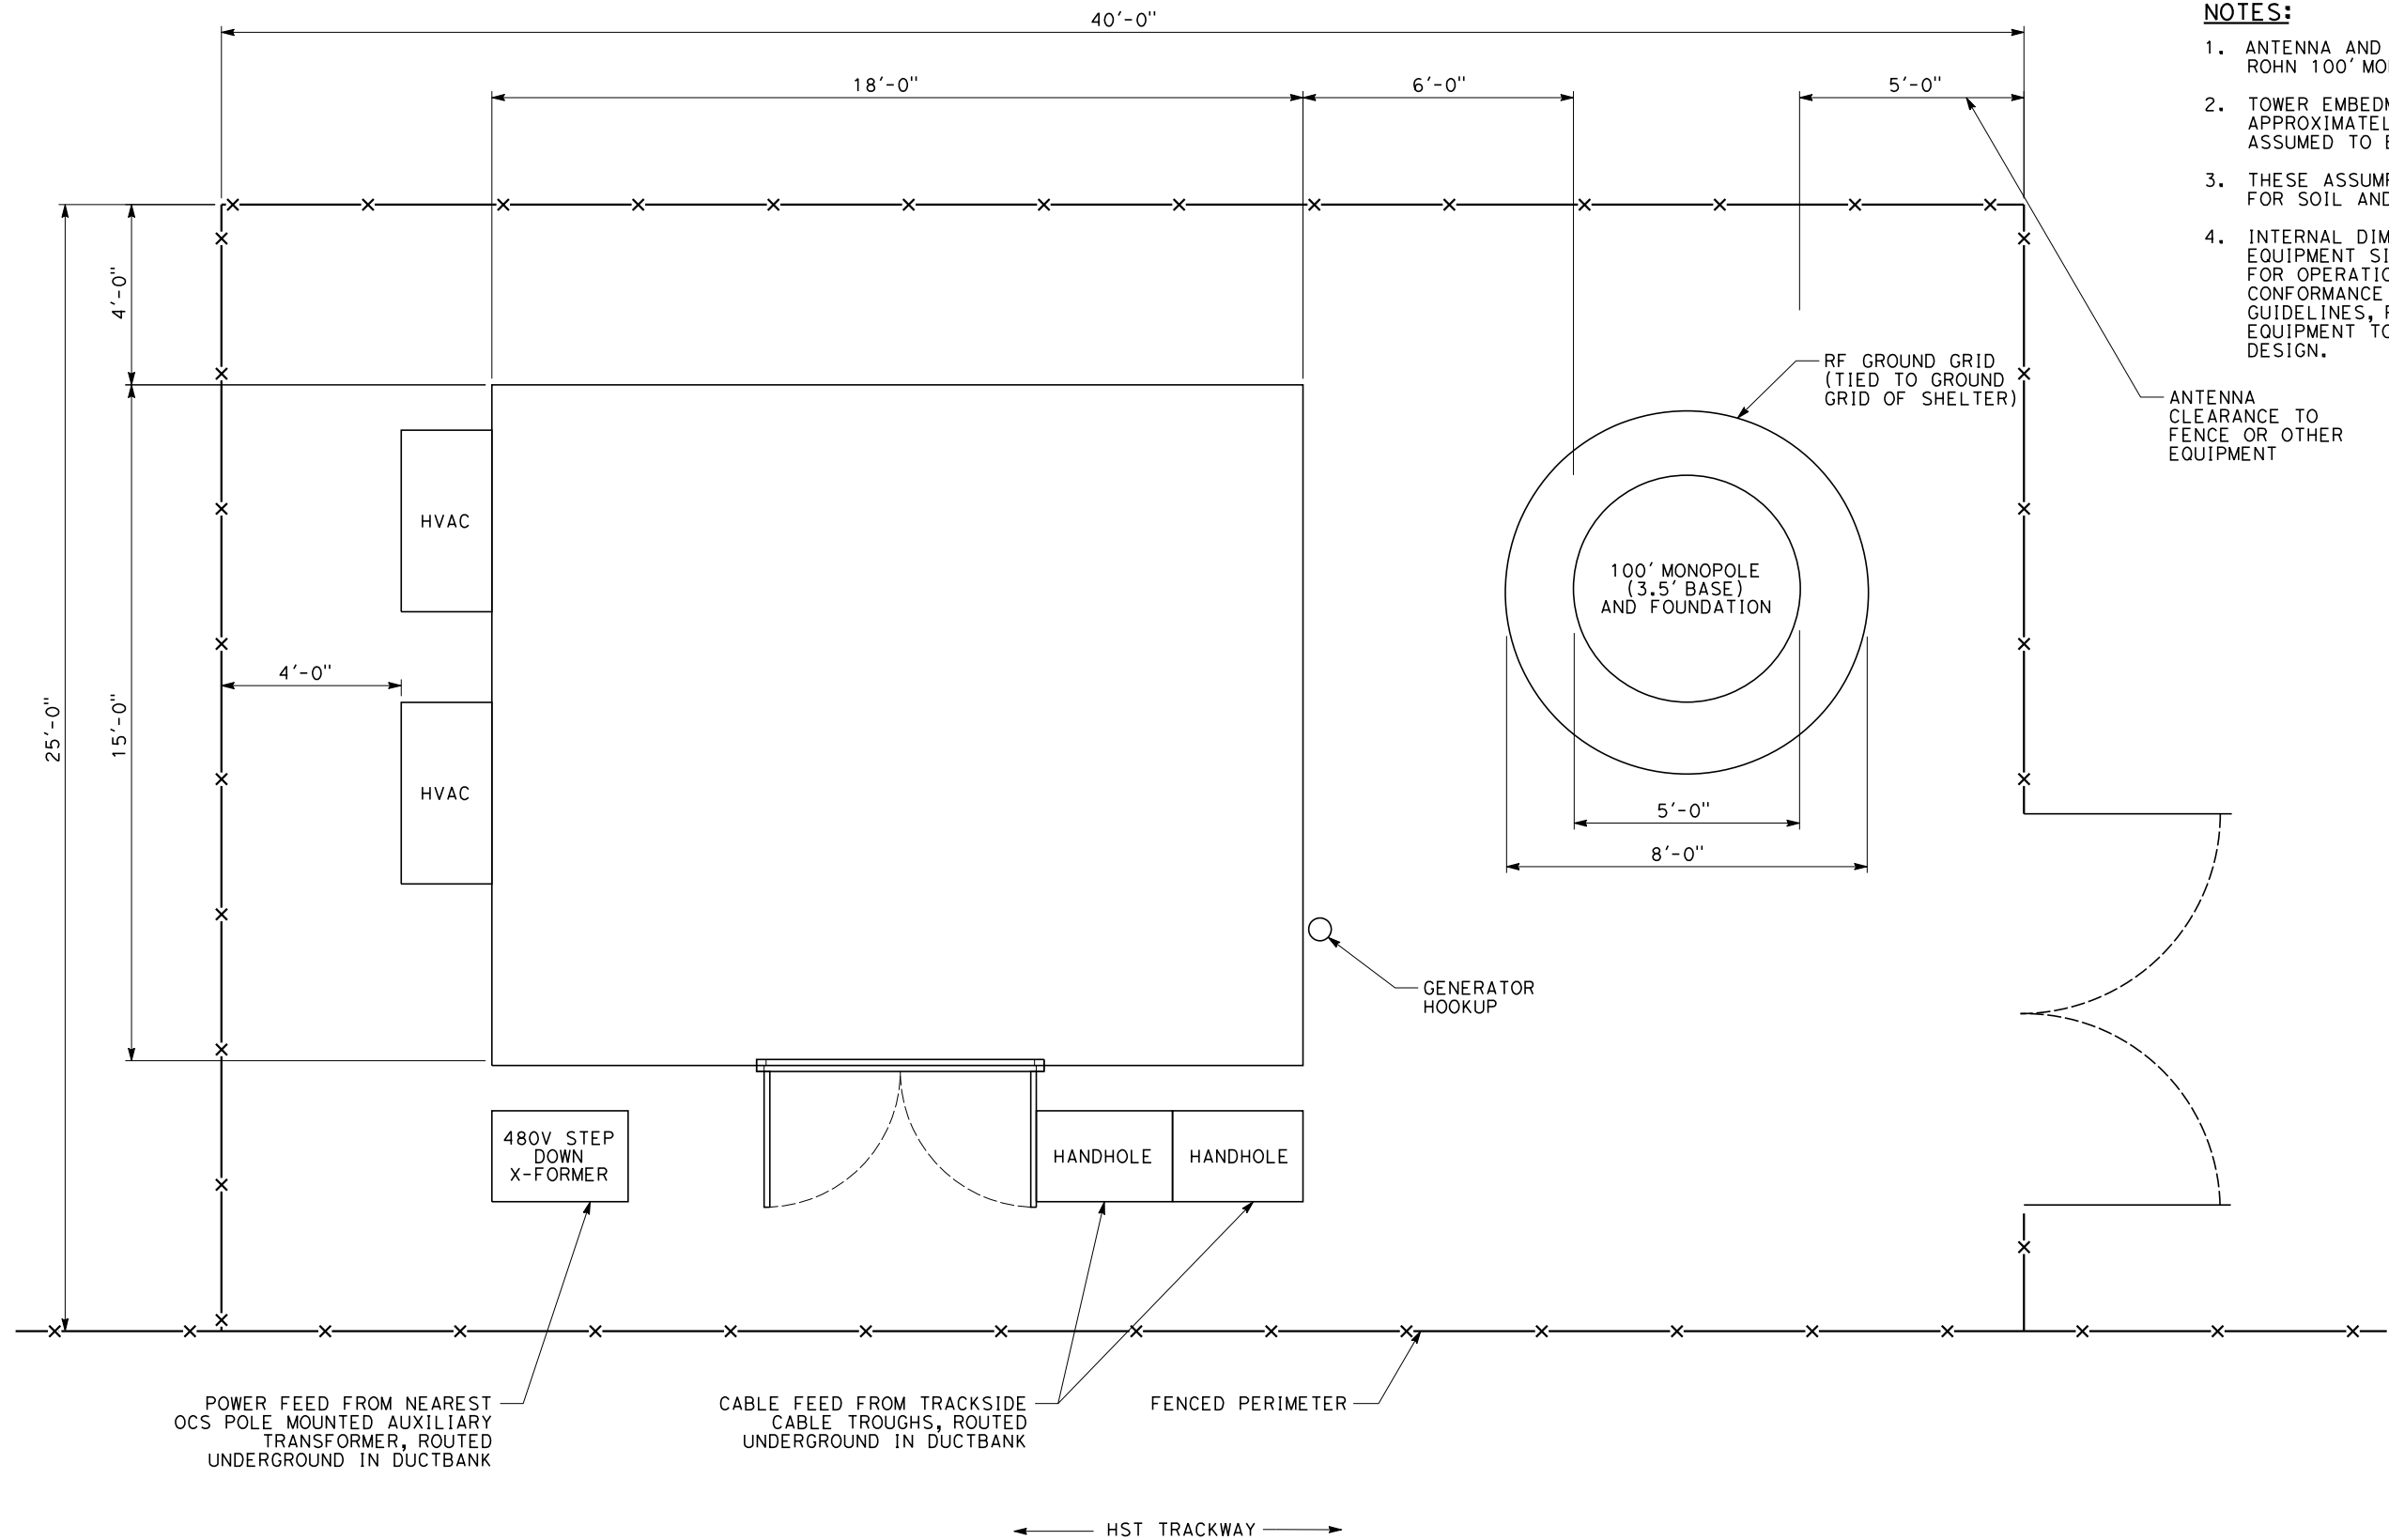 40'-0"
18'-0"
6'-0"
5'-0"
NOTES:
1. ANTENNA AND
ROHN 100' MO
2. TOWER EMBED
APPROXIMATEL
ASSUMED TO
3. THESE ASSUM
FOR SOIL AND
4. INTERNAL DIM
EQUIPMENT SI
FOR OPERATIO
CONFORMANCE
GUIDELINES,
EQUIPMENT TO
DESIGN.
4'-0"
RF GROUND GRID
(TIED TO GROUND
GRID OF SHELTER)
ANTENNA
CLEARANCE TO
FENCE OR OTHER
EQUIPMENT
HVAC
100' MONOPOLE
(3.5' BASE)
AND FOUNDATION
4'-0"
25'-0"
15'-0"
HVAC
5'-0"
8'-0"
GENERATOR
HOOKUP
480V STEP
DOWN
X-FORMER
HANDHOLE
HANDHOLE
POWER FEED FROM NEAREST
OCS POLE MOUNTED AUXILIARY
TRANSFORMER, ROUTED
UNDERGROUND IN DUCTBANK
CABLE FEED FROM TRACKSIDE
CABLE TROUGHS, ROUTED
UNDERGROUND IN DUCTBANK
FENCED PERIMETER
HST TRACKWAY